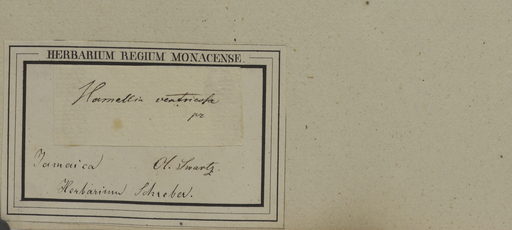 HERBARIUM REGIUM MONACENSE.
Hamellia ventricosa
Jamaica Ol. Swartz.
Herbarium Schreber.